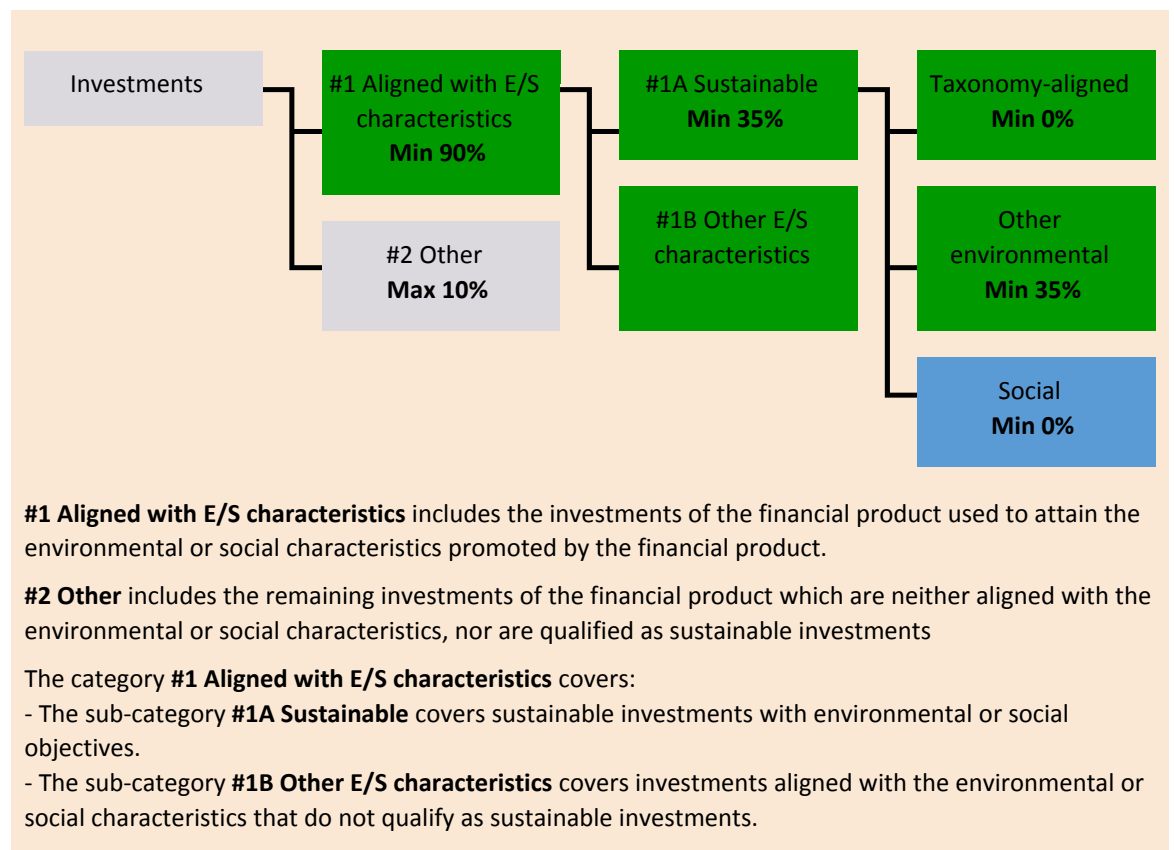 Investments
#1 Aligned with E/S
characteristics
Min 90%
#2 Other
Max 10%
#1A Sustainable
Min 35%
#1B Other E/S
characteristics
Taxonomy-aligned
Min 0%
Other
environmental
Min 35%
Social
Min 0%
#1 Aligned with E/S characteristics includes the investments of the financial product used to attain the
environmental or social characteristics promoted by the financial product.
#2 Other includes the remaining investments of the financial product which are neither aligned with the
environmental or social characteristics, nor are qualified as sustainable investments
The category #1 Aligned with E/S characteristics covers:
- The sub-category #1A Sustainable covers sustainable investments with environmental or social
objectives.
- The sub-category #1B Other E/S characteristics covers investments aligned with the environmental or
social characteristics that do not qualify as sustainable investments.